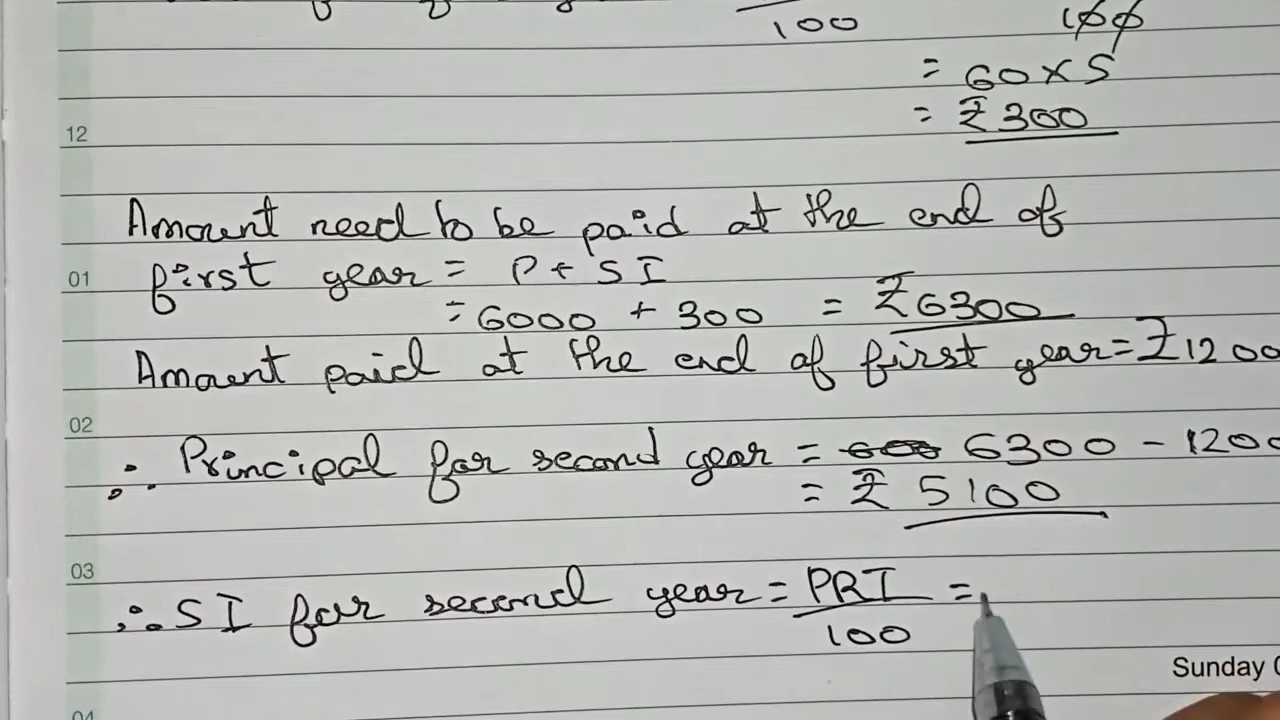 100 100
= 60 x 5
= ₹ 300
12
Amount need to be paid at the end of
01 first year = P + SI
= 6000 + 300 = ₹6300
Amount paid at the end of first year = ₹1200
02
∴ Principal for second year = 6300 - 1200
= ₹ 5100
03
∴ SI for second year = PRT =
100
Sunday
04